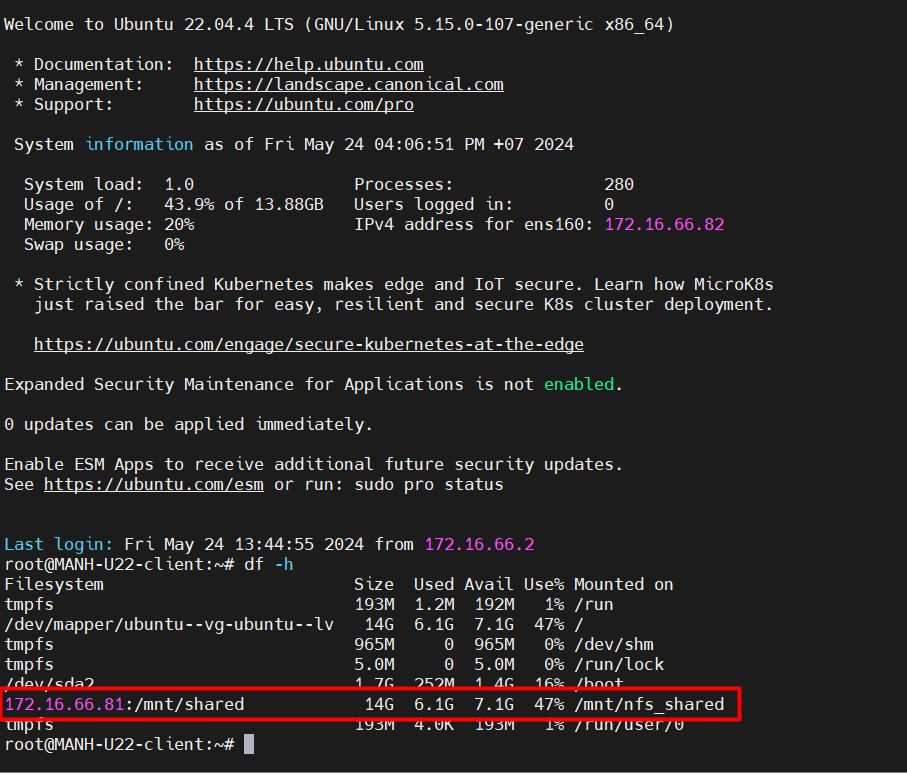 Welcome to Ubuntu 22.04.4 LTS (GNU/Linux 5.15.0-107-generic x86_64)
* Documentation: https://help.ubuntu.com
* Management: https://landscape.canonical.com
* Support: https://ubuntu.com/pro
System information as of Fri May 24 04:06:51 PM +07 2024
System load: 1.0 Processes: 280
Usage of /: 43.9% of 13.88GB Users logged in: 0
Memory usage: 20% IPv4 address for ens160: 172.16.66.82
Swap usage: 0%
* Strictly confined Kubernetes makes edge and IoT secure. Learn how MicroK8s
just raised the bar for easy, resilient and secure K8s cluster deployment.
https://ubuntu.com/engage/secure-kubernetes-at-the-edge
Expanded Security Maintenance for Applications is not enabled.
0 updates can be applied immediately.
Enable ESM Apps to receive additional future security updates.
See https://ubuntu.com/esm or run: sudo pro status
Last login: Fri May 24 13:44:55 2024 from 172.16.66.2
root@MANH-U22-client:~# df -h
Filesystem Size Used Avail Use% Mounted on
tmpfs 193M 1.2M 192M 1% /run
/dev/mapper/ubuntu--vg-ubuntu--lv 14G 6.1G 7.1G 47% /
tmpfs 965M 0 965M 0% /dev/shm
tmpfs 5.0M 0 5.0M 0% /run/lock
/dev/sda2 1.7G 252M 1.4G 16% /boot
172.16.66.81:/mnt/shared 14G 6.1G 7.1G 47% /mnt/nfs_shared
tmpfs 193M 4.0K 193M 1% /run/user/0
root@MANH-U22-client:~#